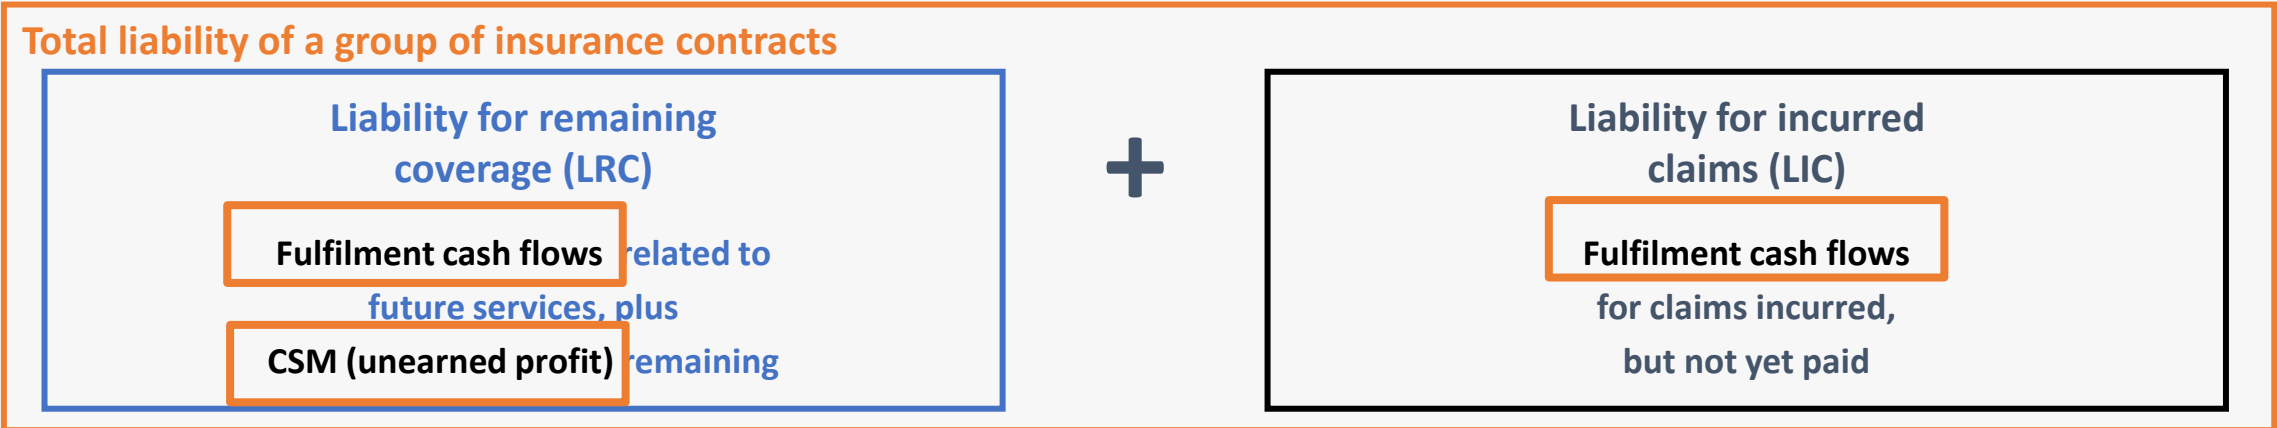 Total liability of a group of insurance contracts
Liability for remaining
coverage (LRC)
Fulfilment cash flows related to
future services, plus
CSM (unearned profit) remaining
+
Liability for incurred
claims (LIC)
Fulfilment cash flows
for claims incurred,
but not yet paid